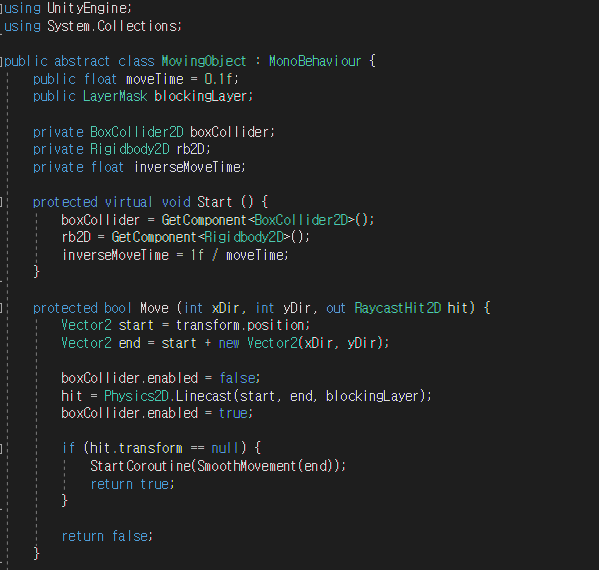 using UnityEngine;
using System.Collections;
public abstract class MovingObject : MonoBehaviour {
public float moveTime = 0.1f;
public LayerMask blockingLayer;
private BoxCollider2D boxCollider;
private Rigidbody2D rb2D;
private float inverseMoveTime;
protected virtual void Start () {
boxCollider = GetComponent<BoxCollider2D>();
rb2D = GetComponent<Rigidbody2D>();
inverseMoveTime = 1f / moveTime;
}
protected bool Move (int xDir, int yDir, out RaycastHit2D hit) {
Vector2 start = transform.position;
Vector2 end = start + new Vector2(xDir, yDir);
boxCollider.enabled = false;
hit = Physics2D.Linecast(start, end, blockingLayer);
boxCollider.enabled = true;
if (hit.transform == null) {
StartCoroutine(SmoothMovement(end));
return true;
}
return false;
}